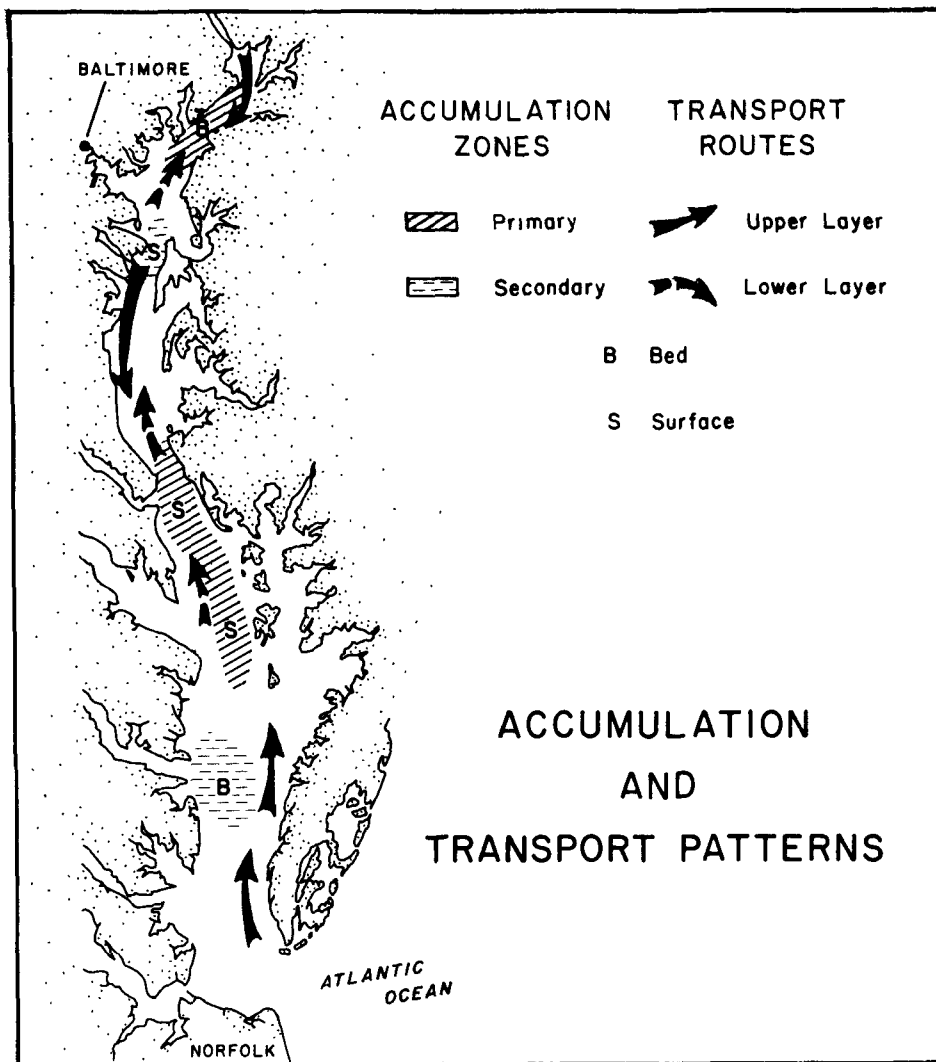 BALTIMORE
ACCUMULATION
ZONES
TRANSPORT
ROUTES
Primary
Upper Layer
Secondary
Lower Layer
B Bed
S Surface
B
S
S
S
B
ACCUMULATION
AND
TRANSPORT PATTERNS
ATLANTIC
OCEAN
NORFOLK